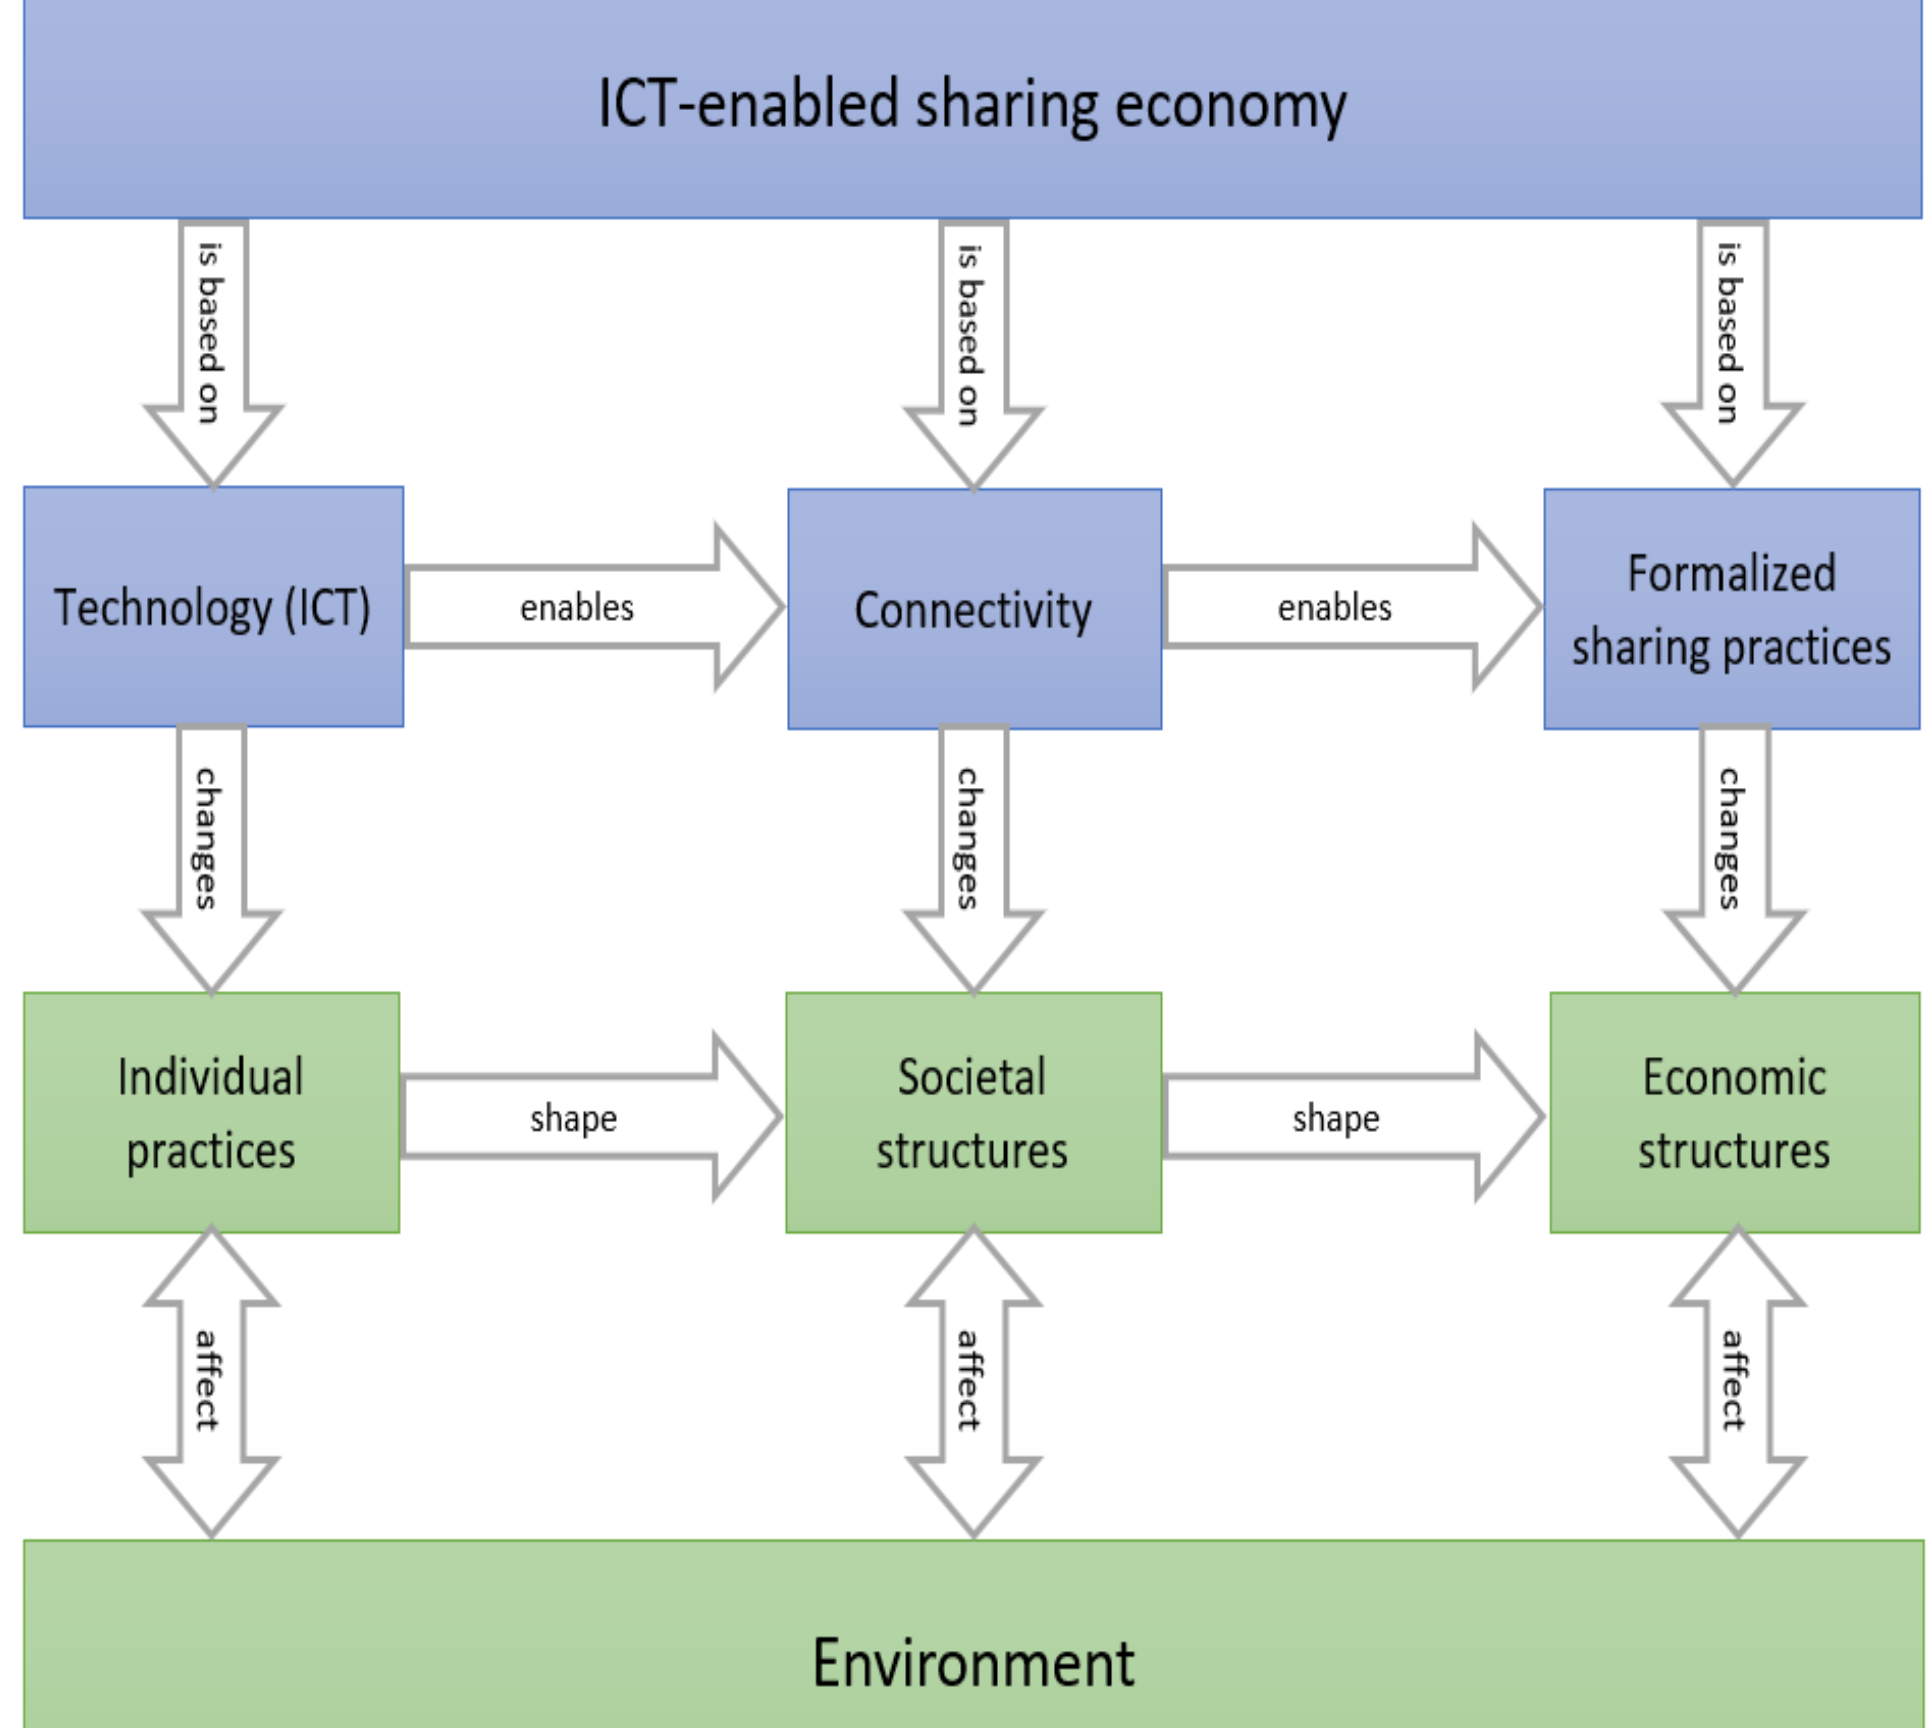 ICT-enabled sharing economy
is based on
is based on
is based on
Technology (ICT)
enables
Connectivity
enables
Formalized
sharing practices
changes
changes
changes
Individual
practices
shape
Societal
structures
shape
Economic
structures
affect
affect
affect
Environment